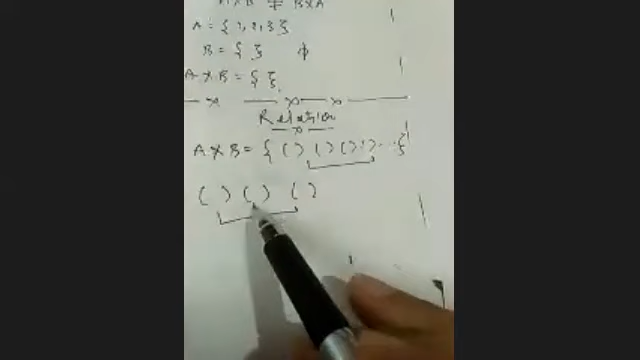 A × B ≠ B × A
A = { 1, 2, 3 }
B = { } ϕ
A × B = { }.
Relation
A × B = { ( ) ( ) ( ) ( ) ... }
( ) ( ) ( )